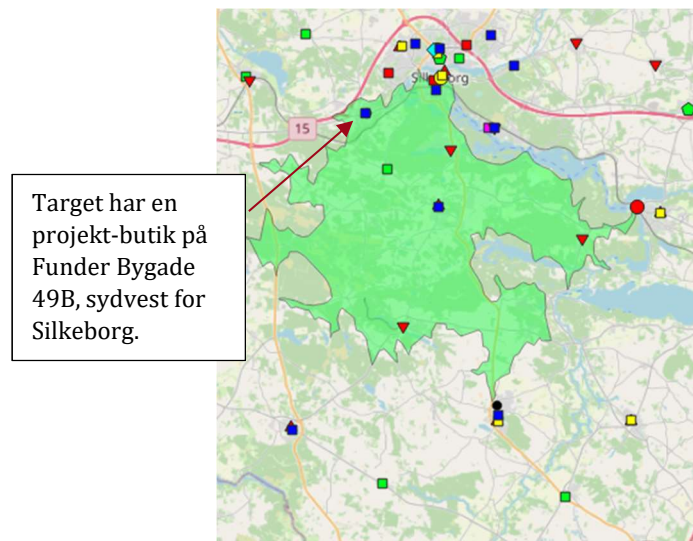 Silkeborg
15
Target har en
projekt-butik på
Funder Bygade
49B, sydvest for
Silkeborg.